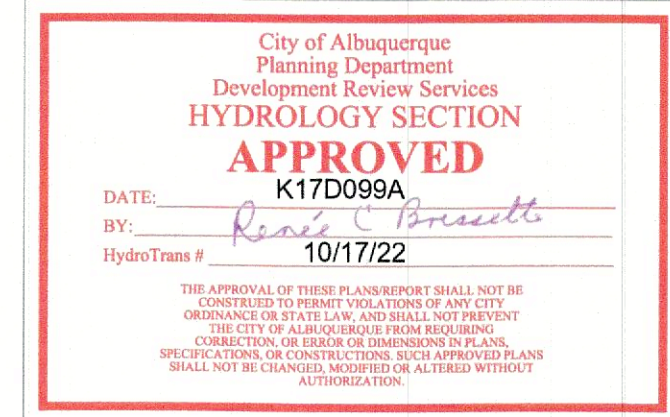 City of Albuquerque
Planning Department
Development Review Services
HYDROLOGY SECTION
APPROVED
DATE: K17D099A
BY: Renée C Brissette
HydroTrans # 10/17/22
THE APPROVAL OF THESE PLANS/REPORT SHALL NOT BE
CONSTRUED TO PERMIT VIOLATIONS OF ANY CITY
ORDINANCE OR STATE LAW, AND SHALL NOT PREVENT
THE CITY OF ALBUQUERQUE FROM REQUIRING
CORRECTION, OR ERROR OR DIMENSIONS IN PLANS,
SPECIFICATIONS, OR CONSTRUCTIONS. SUCH APPROVED PLANS
SHALL NOT BE CHANGED, MODIFIED OR ALTERED WITHOUT
AUTHORIZATION.